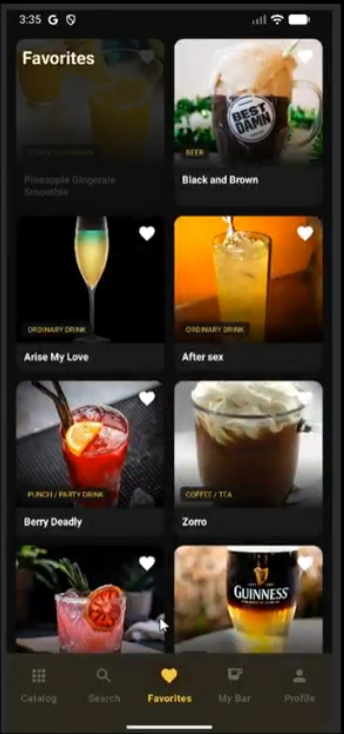 3:35 G
Favorites
BEST
DAMN
BEER
Pineapple Gingerale
Smoothie
Black and Brown
ORDINARY DRINK
ORDINARY DRINK
Arise My Love
After sex
PUNCH / PARTY DRINK
COFFEE / TEA
Berry Deadly
Zorro
GUINNESS
Catalog
Search
Favorites
My Bar
Profile